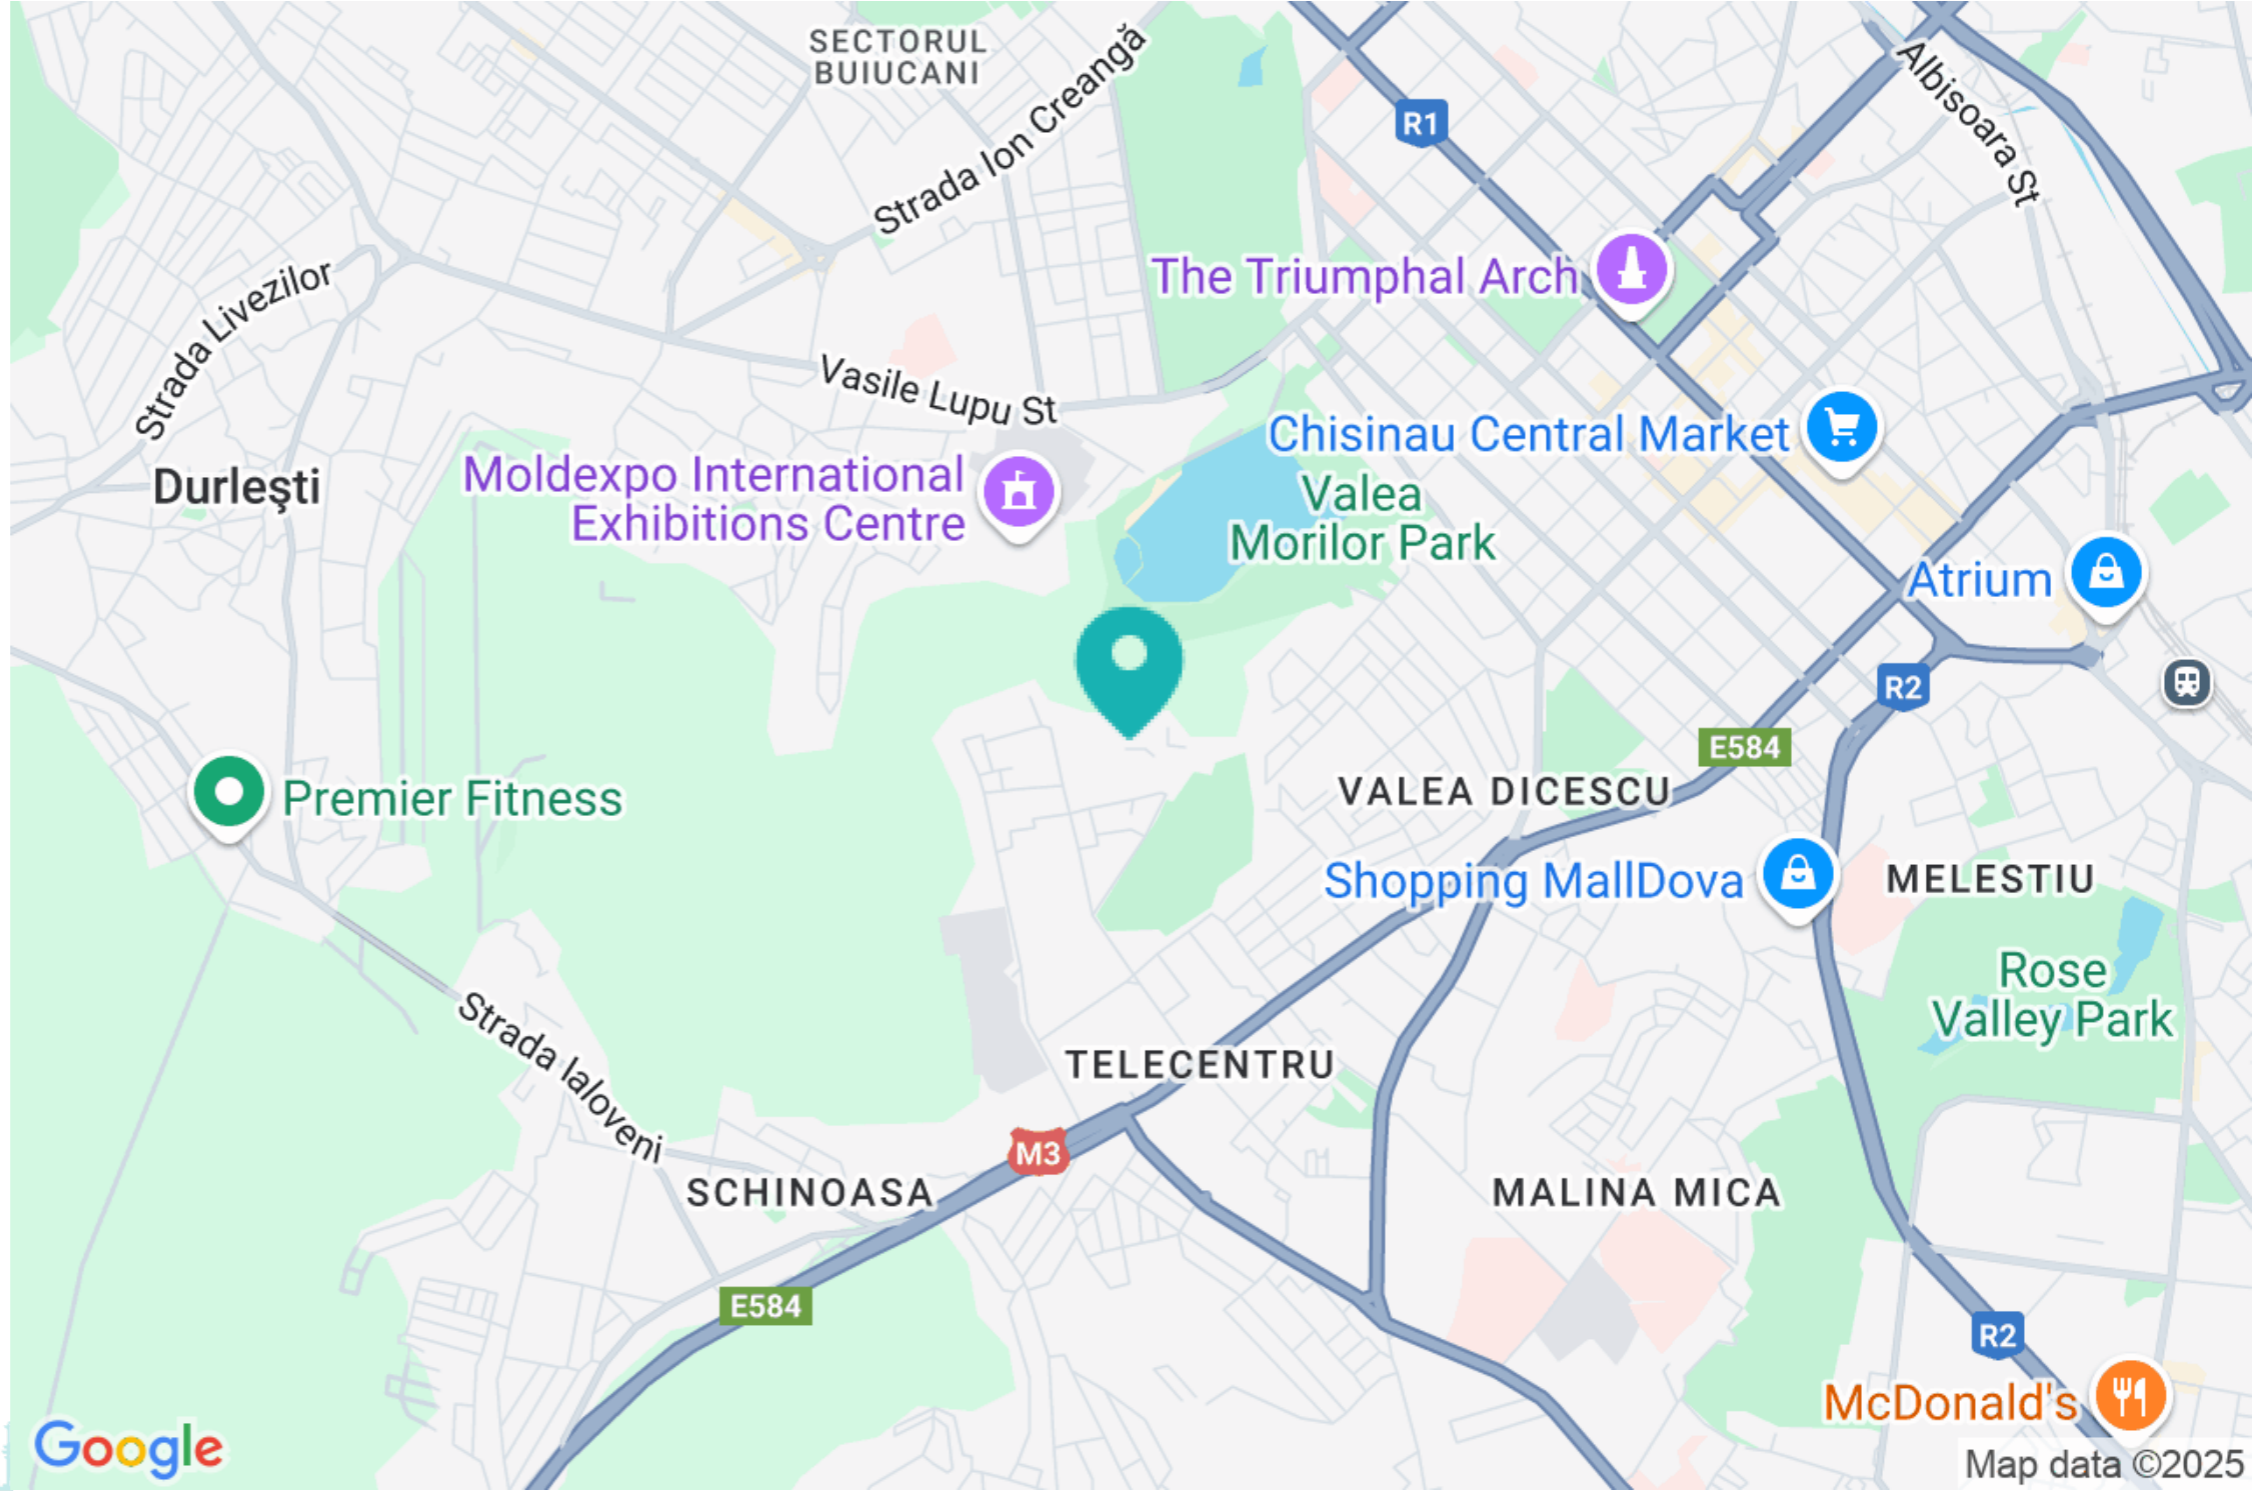 SECTORUL
BUIUCANI
Strada Ion Creangă
R1
Albisoara St
The Triumphal Arch
Strada Livezilor
Vasile Lupu St
Chisinau Central Market
Durleşti
Moldexpo International
Exhibitions Centre
Valea
Morilor Park
Atrium
R2
E584
Premier Fitness
VALEA DICESCU
Shopping MallDova
MELESTIU
Rose
Valley Park
Strada Ialoveni
TELECENTRU
M3
SCHINOASA
MALINA MICA
E584
R2
McDonald's
Google
Map data ©2025